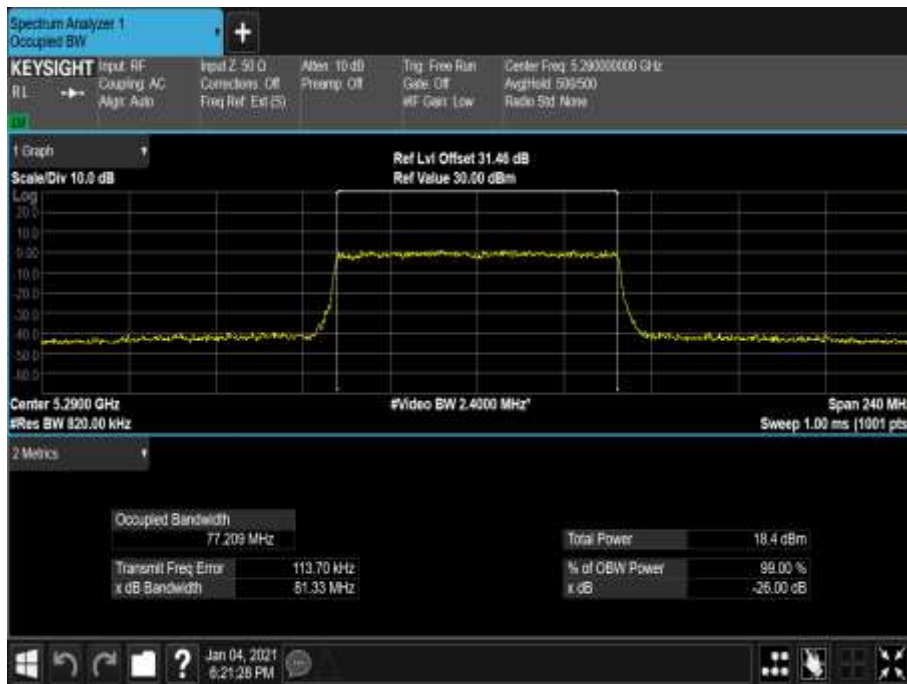 Spectrum Analyzer 1
Occupied BW
+
KEYSIGHT Input: RF Input Z: 50 Ω Atten: 10 dB Trig: Free Run Center Freq: 5.290000000 GHz
RL Coupling: AC Corrections: Off Preamp: Off Gate: Off Avg|Hold: 500/500
Align: Auto Freq Ref: Ext (S) #IF Gain: Low Radio Std: None
1 Graph
Ref Lvl Offset 31.46 dB
Scale/Div 10.0 dB Ref Value 30.00 dBm
Log
20.0
10.0
0.00
-10.0
-20.0
-30.0
-40.0
-50.0
-60.0
Center 5.2900 GHz #Video BW 2.4000 MHz* Span 240 MH
#Res BW 820.00 kHz Sweep 1.00 ms (1001 pts
2 Metrics
Occupied Bandwidth
77.209 MHz Total Power 18.4 dBm
Transmit Freq Error 113.70 kHz % of OBW Power 99.00 %
x dB Bandwidth 81.33 MHz x dB -26.00 dB
? Jan 04, 2021
6:21:28 PM